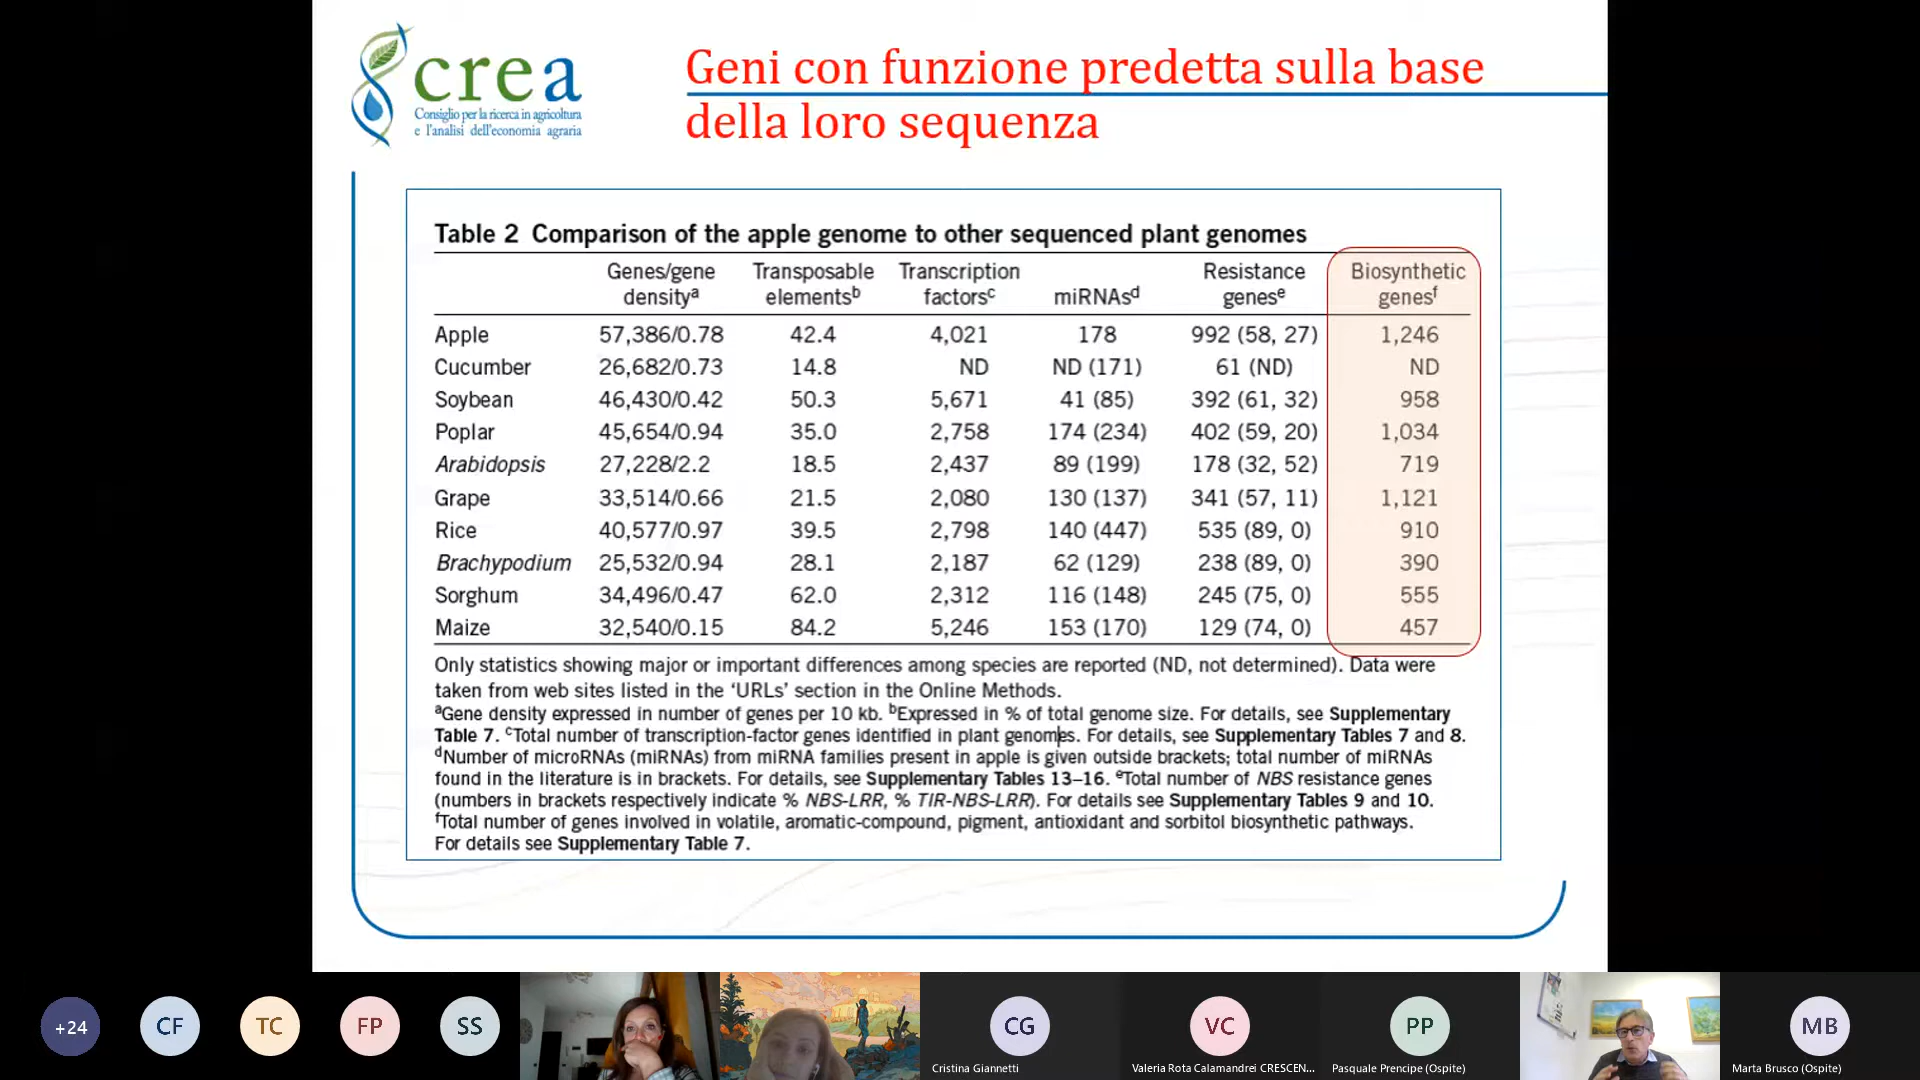 crea
Consiglio per la ricerca in agricoltura
e l'analisi dell'economia agraria
Geni con funzione predetta sulla base
della loro sequenza
Table 2 Comparison of the apple genome to other sequenced plant genomes
Genes/gene densityᵃ Transposable elementsᵇ Transcription factorsᶜ miRNAsᵈ Resistance genesᵉ Biosynthetic genesᶠ
Apple 57,386/0.78 42.4 4,021 178 992 (58, 27) 1,246
Cucumber 26,682/0.73 14.8 ND ND (171) 61 (ND) ND
Soybean 46,430/0.42 50.3 5,671 41 (85) 392 (61, 32) 958
Poplar 45,654/0.94 35.0 2,758 174 (234) 402 (59, 20) 1,034
Arabidopsis 27,228/2.2 18.5 2,437 89 (199) 178 (32, 52) 719
Grape 33,514/0.66 21.5 2,080 130 (137) 341 (57, 11) 1,121
Rice 40,577/0.97 39.5 2,798 140 (447) 535 (89, 0) 910
Brachypodium 25,532/0.94 28.1 2,187 62 (129) 238 (89, 0) 390
Sorghum 34,496/0.47 62.0 2,312 116 (148) 245 (75, 0) 555
Maize 32,540/0.15 84.2 5,246 153 (170) 129 (74, 0) 457
Only statistics showing major or important differences among species are reported (ND, not determined). Data were
taken from web sites listed in the ‘URLs’ section in the Online Methods.
ᵃGene density expressed in number of genes per 10 kb. ᵇExpressed in % of total genome size. For details, see Supplementary
Table 7. ᶜTotal number of transcription-factor genes identified in plant genomes. For details, see Supplementary Tables 7 and 8.
ᵈNumber of microRNAs (miRNAs) from miRNA families present in apple is given outside brackets; total number of miRNAs
found in the literature is in brackets. For details, see Supplementary Tables 13–16. ᵉTotal number of NBS resistance genes
(numbers in brackets respectively indicate % NBS-LRR, % TIR-NBS-LRR). For details see Supplementary Tables 9 and 10.
ᶠTotal number of genes involved in volatile, aromatic-compound, pigment, antioxidant and sorbitol biosynthetic pathways.
For details see Supplementary Table 7.
+24 CF TC FP SS CG VC PP MB
Cristina Giannetti Valeria Rota Calamandrei CRESCEN... Pasquale Prencipe (Ospite) Marta Brusco (Ospite)